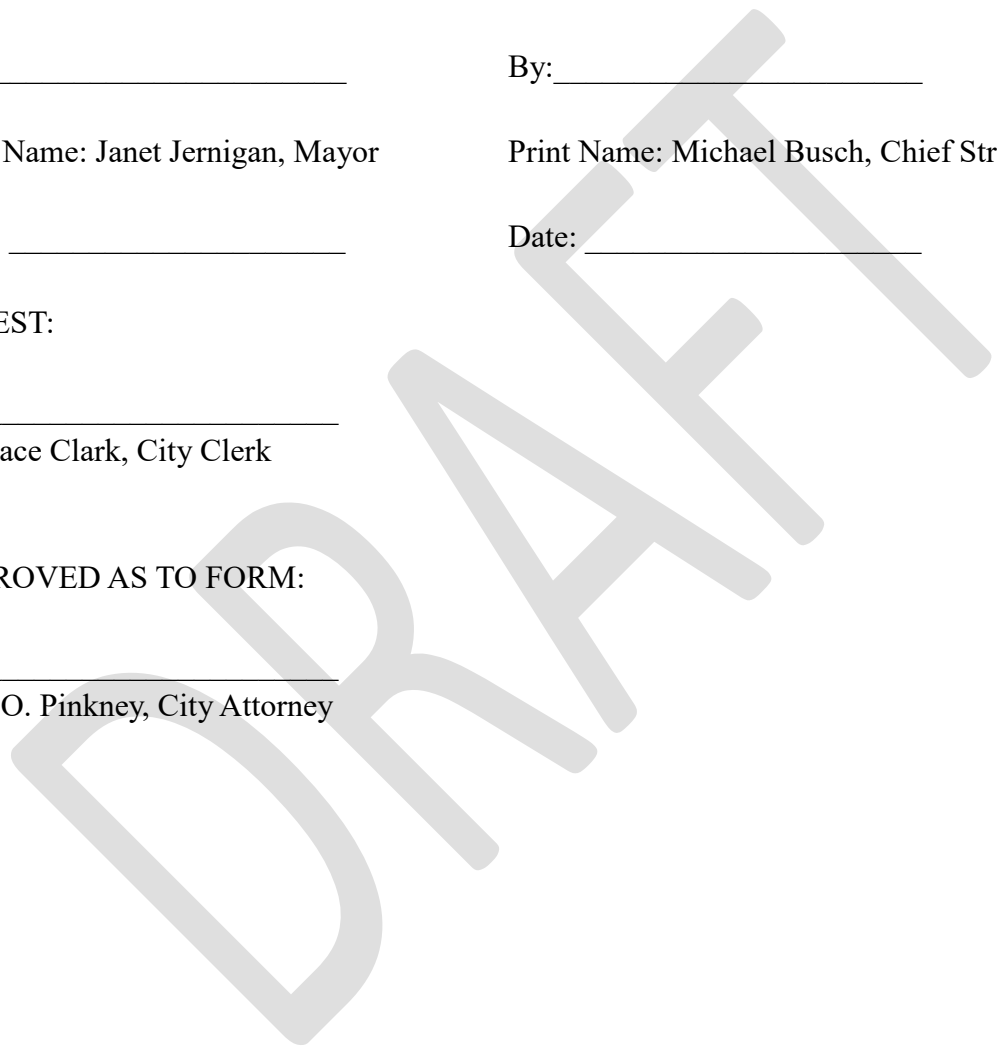 By:
Name: Janet Jernigan, Mayor
Print Name: Michael Busch, Chief Str
Date:
EST:
ace Clark, City Clerk
ROVED AS TO FORM:
O. Pinkney, City Attorney
DRAFT